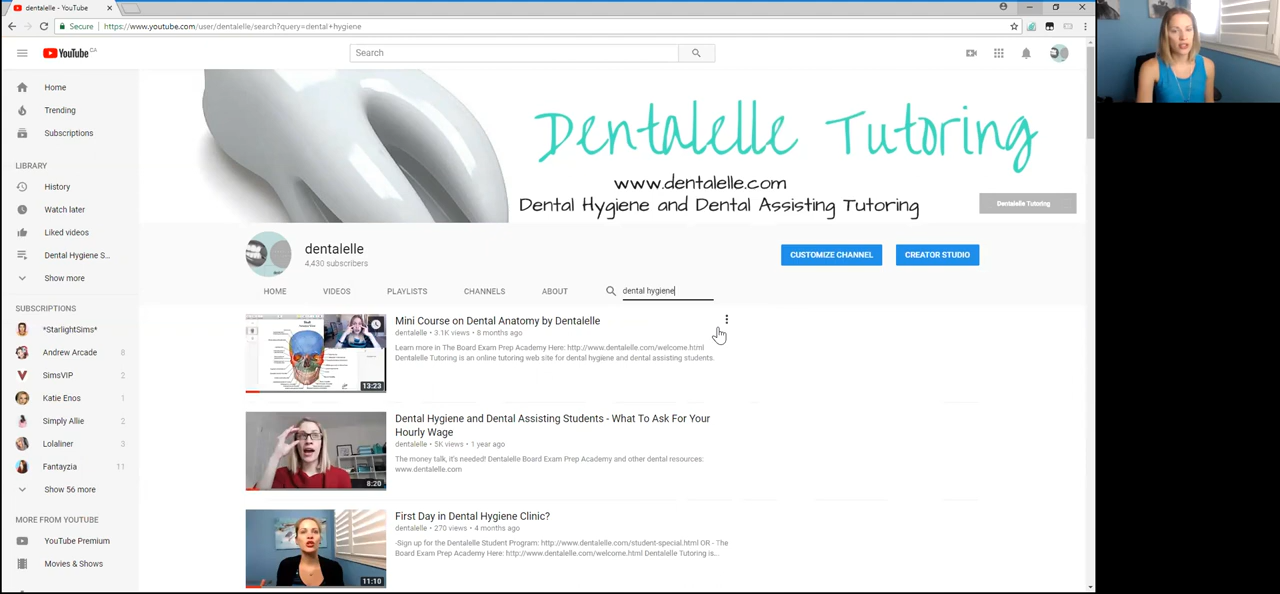 dentalelle - YouTube
Secure
https://www.youtube.com/user/dentalelle/search?query=dental+hygiene
YouTube CA
Search
Home
Trending
Subscriptions
LIBRARY
History
Watch later
Liked videos
Dental Hygiene S...
Show more
SUBSCRIPTIONS
*StarlightSims*
Andrew Arcade 8
SimsVIP 2
Katie Enos 1
Simply Allie 2
Lolaliner 3
Fantayzia 11
Show 56 more
MORE FROM YOUTUBE
YouTube Premium
Movies & Shows
Dentalelle Tutoring
www.dentalelle.com
Dental Hygiene and Dental Assisting Tutoring
Dentalelle Tutoring
dentalelle
4,430 subscribers
CUSTOMIZE CHANNEL
CREATOR STUDIO
HOME
VIDEOS
PLAYLISTS
CHANNELS
ABOUT
dental hygiene
13:23
Mini Course on Dental Anatomy by Dentalelle
dentalelle • 3.1K views • 8 months ago
Learn more in The Board Exam Prep Academy Here: http://www.dentalelle.com/welcome.html
Dentalelle Tutoring is an online tutoring web site for dental hygiene and dental assisting students.
8:20
Dental Hygiene and Dental Assisting Students - What To Ask For Your
Hourly Wage
dentalelle • 5K views • 1 year ago
The money talk, it's needed! Dentalelle Board Exam Prep Academy and other dental resources:
www.dentalelle.com
11:10
First Day in Dental Hygiene Clinic?
dentalelle • 270 views • 4 months ago
-Sign up for the Dentalelle Student Program: http://www.dentalelle.com/student-special.html OR - The
Board Exam Prep Academy Here: http://www.dentalelle.com/welcome.html Dentalelle Tutoring is...